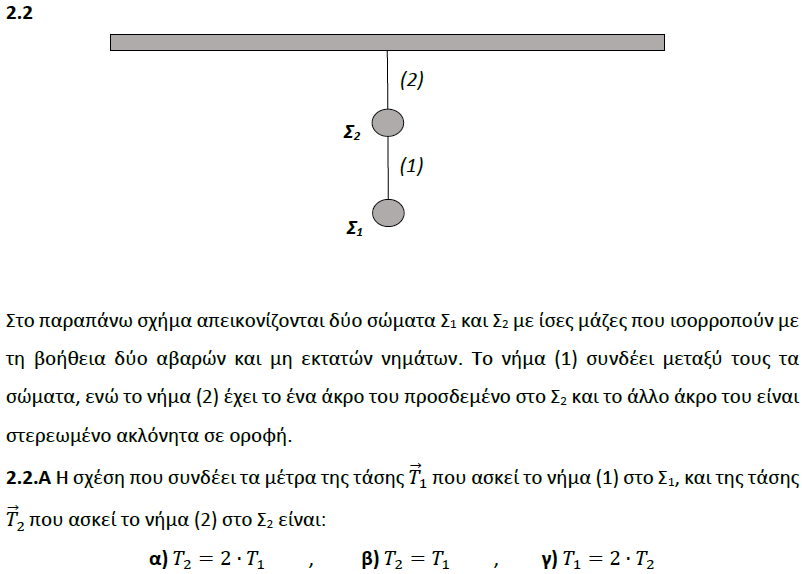 2.2
(2)
Σ₂
(1)
Σ₁
Στο παραπάνω σχήμα απεικονίζονται δύο σώματα Σ₁ και Σ₂ με ίσες μάζες που ισορροπούν με
τη βοήθεια δύο αβαρών και μη εκτατών νημάτων. Το νήμα (1) συνδέει μεταξύ τους τα
σώματα, ενώ το νήμα (2) έχει το ένα άκρο του προσδεμένο στο Σ₂ και το άλλο άκρο του είναι
στερεωμένο ακλόνητα σε οροφή.
2.2.Α Η σχέση που συνδέει τα μέτρα της τάσης \(\vec{T}_1\) που ασκεί το νήμα (1) στο Σ₁, και της τάσης
\(\vec{T}_2\) που ασκεί το νήμα (2) στο Σ₂ είναι:
α) T₂ = 2 · T₁ , β) T₂ = T₁ , γ) T₁ = 2 · T₂